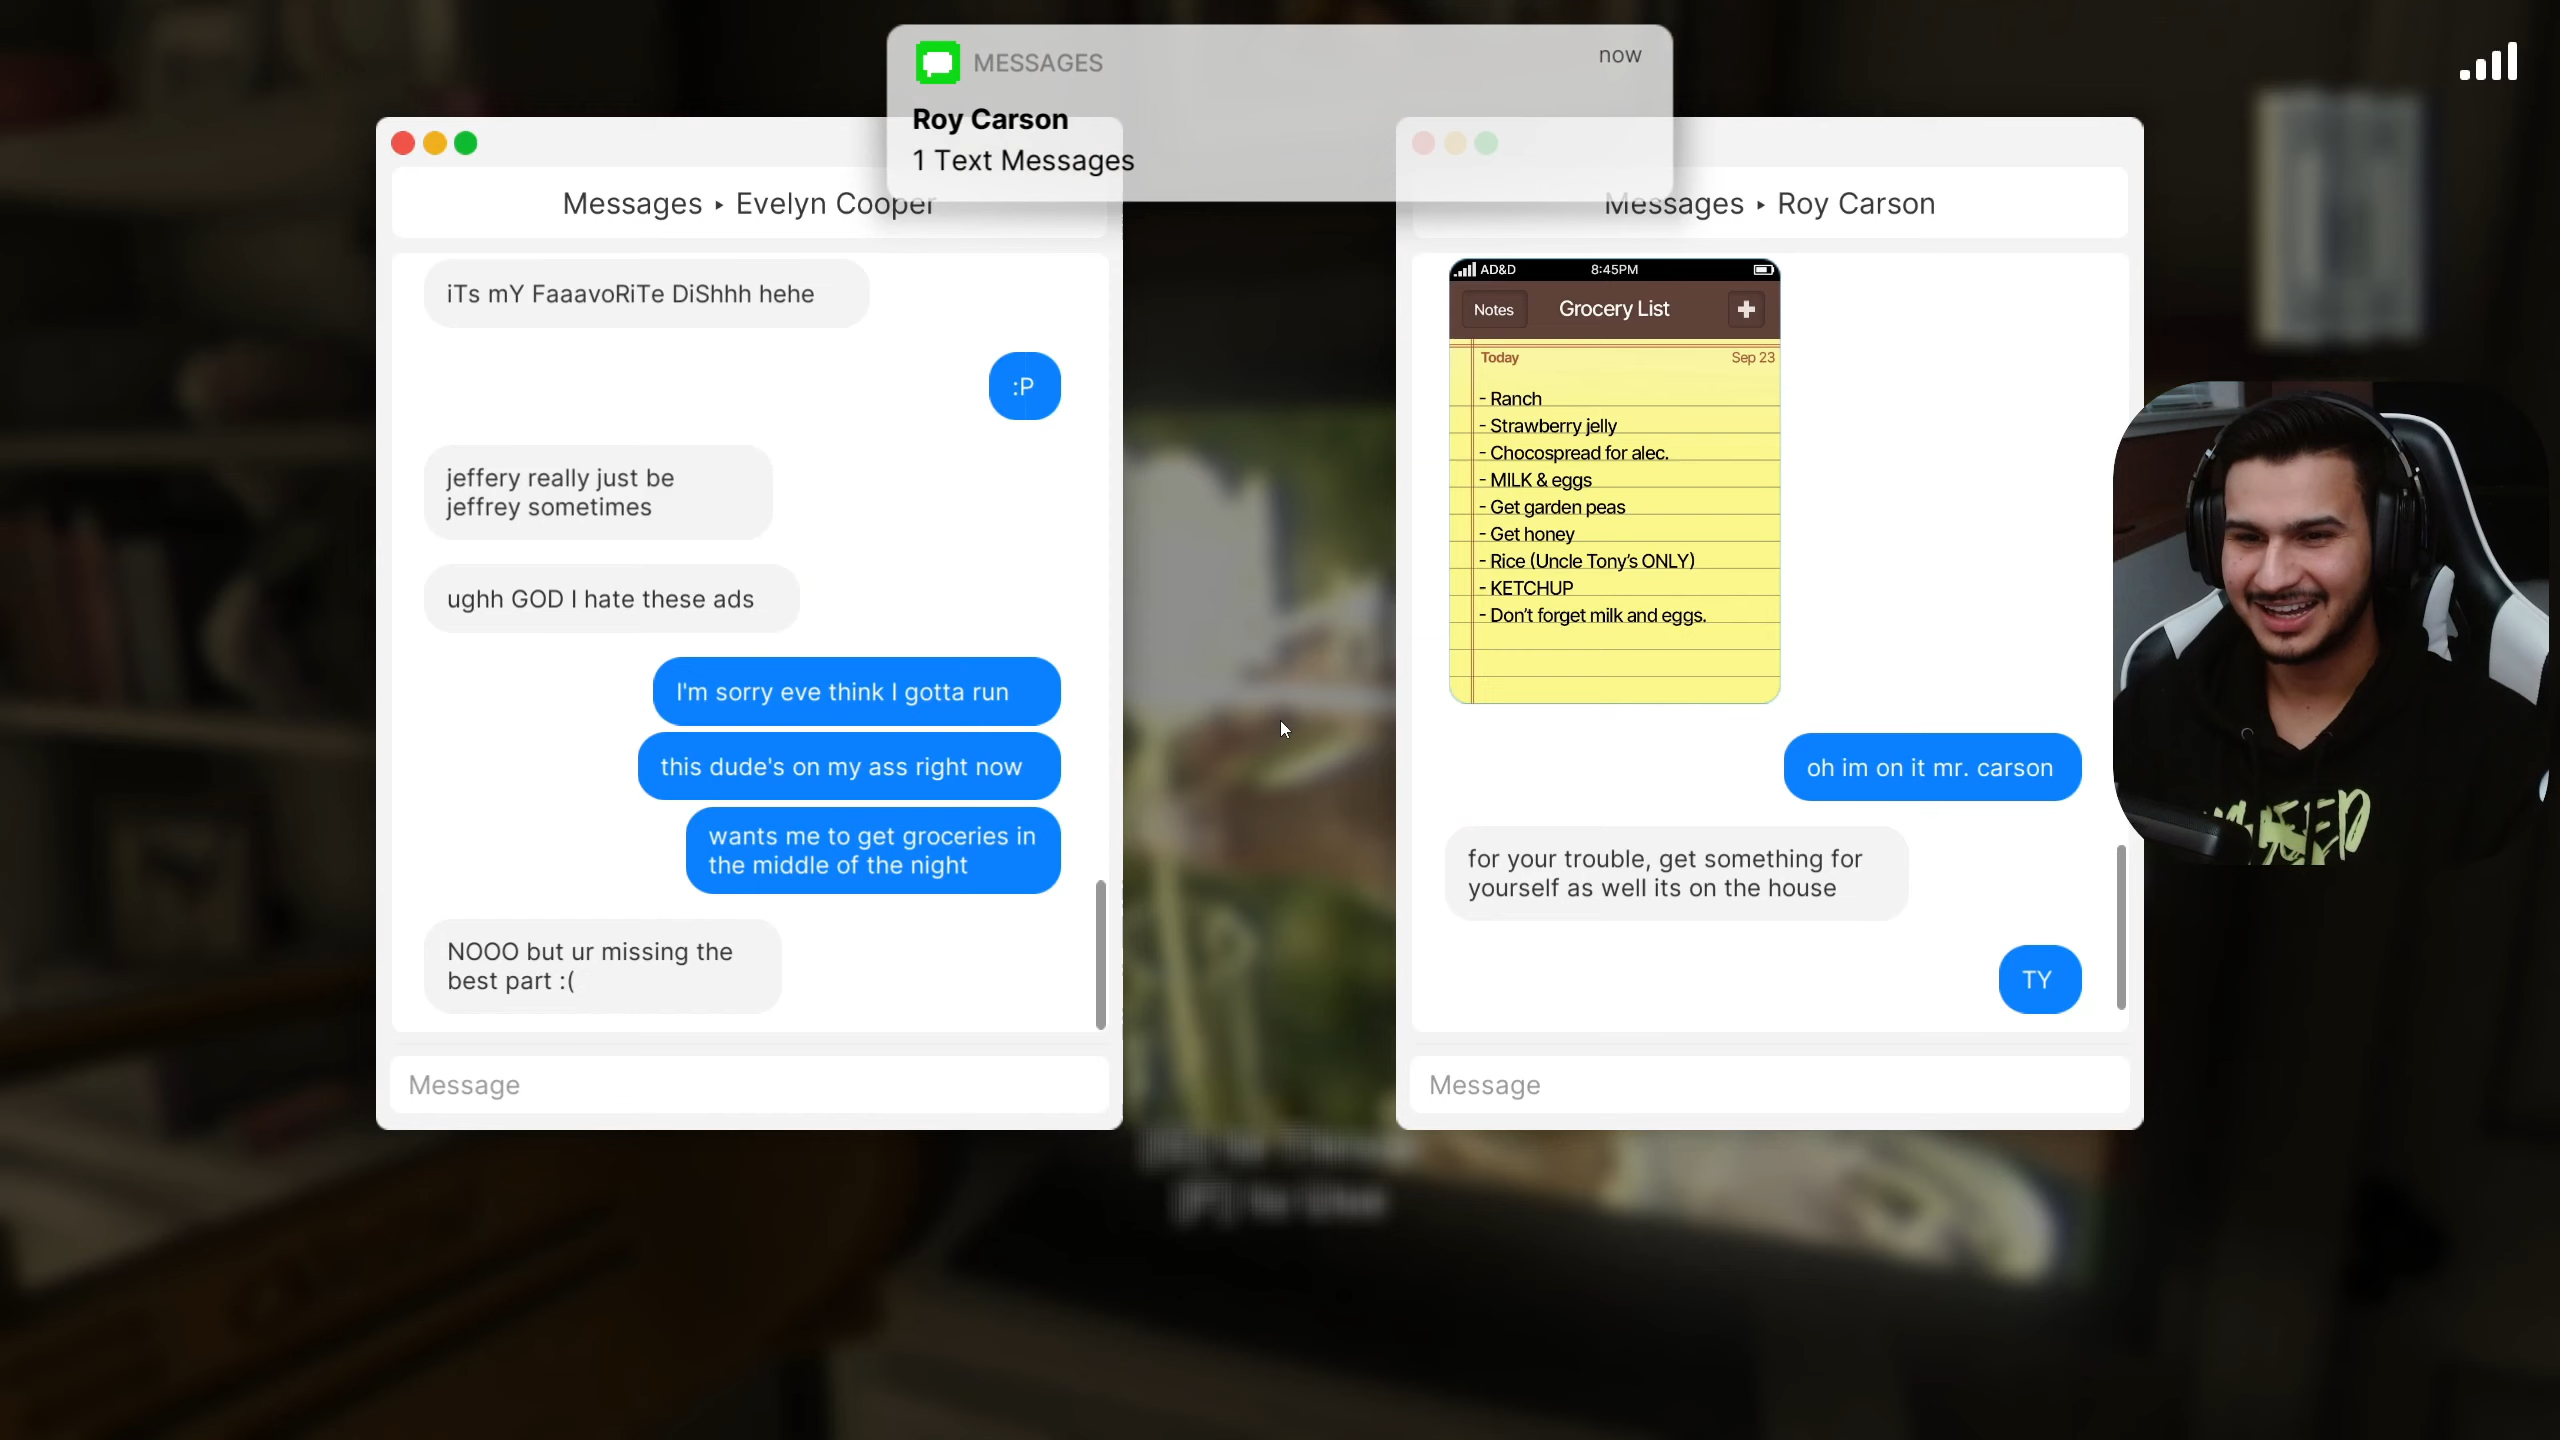 MESSAGES
now
Roy Carson
1 Text Messages
Messages ▸ Evelyn Cooper
iTs mY FaaavoRiTe DiShhh hehe
:P
jeffery really just be
jeffrey sometimes
ughh GOD I hate these ads
I'm sorry eve think I gotta run
this dude's on my ass right now
wants me to get groceries in
the middle of the night
NOOO but ur missing the
best part :(
Message
Messages ▸ Roy Carson
AD&D 8:45PM
Notes Grocery List
Today Sep 23
- Ranch
- Strawberry jelly
- Chocospread for alec.
- MILK & eggs
- Get garden peas
- Get honey
- Rice (Uncle Tony's ONLY)
- KETCHUP
- Don't forget milk and eggs.
oh im on it mr. carson
for your trouble, get something for
yourself as well its on the house
TY
Message